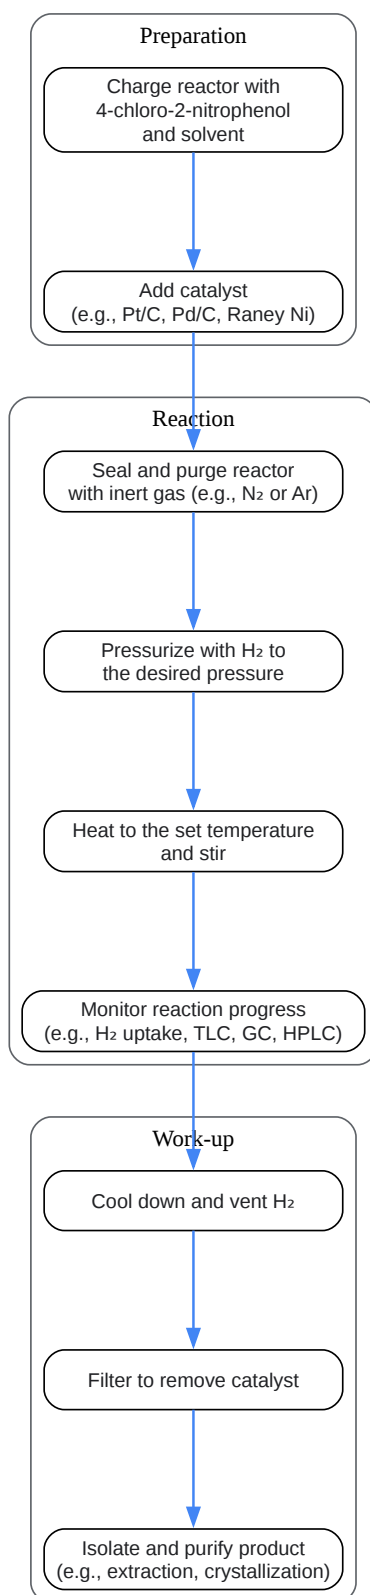 Preparation
Charge reactor with
4-chloro-2-nitrophenol
and solvent
Add catalyst
(e.g., Pt/C, Pd/C, Raney Ni)
Reaction
Seal and purge reactor
with inert gas (e.g., N₂ or Ar)
Pressurize with H₂ to
the desired pressure
Heat to the set temperature
and stir
Monitor reaction progress
(e.g., H₂ uptake, TLC, GC, HPLC)
Work-up
Cool down and vent H₂
Filter to remove catalyst
Isolate and purify product
(e.g., extraction, crystallization)